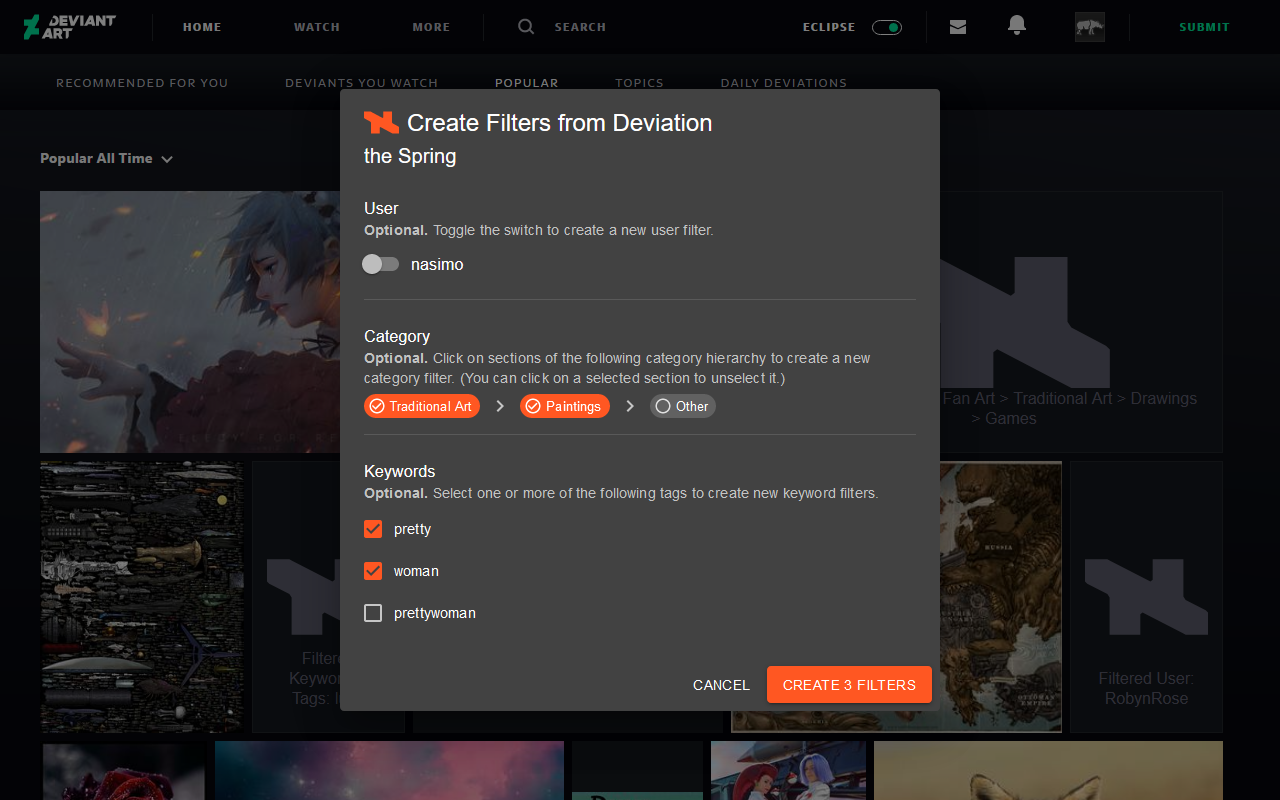 DEVIANT
ART
HOME
WATCH
MORE
SEARCH
ECLIPSE
SUBMIT
RECOMMENDED FOR YOU
DEVIANTS YOU WATCH
POPULAR
TOPICS
DAILY DEVIATIONS
Popular All Time
Create Filters from Deviation
the Spring
User
Optional. Toggle the switch to create a new user filter.
nasimo
Category
Optional. Click on sections of the following category hierarchy to create a new
category filter. (You can click on a selected section to unselect it.)
Traditional Art > Paintings > Other
Keywords
Optional. Select one or more of the following tags to create new keyword filters.
pretty
woman
prettywoman
CANCEL
CREATE 3 FILTERS
Fan Art > Traditional Art > Drawings
> Games
RUSSIA
OTTOMAN
EMPIRE
Filtered User:
RobynRose